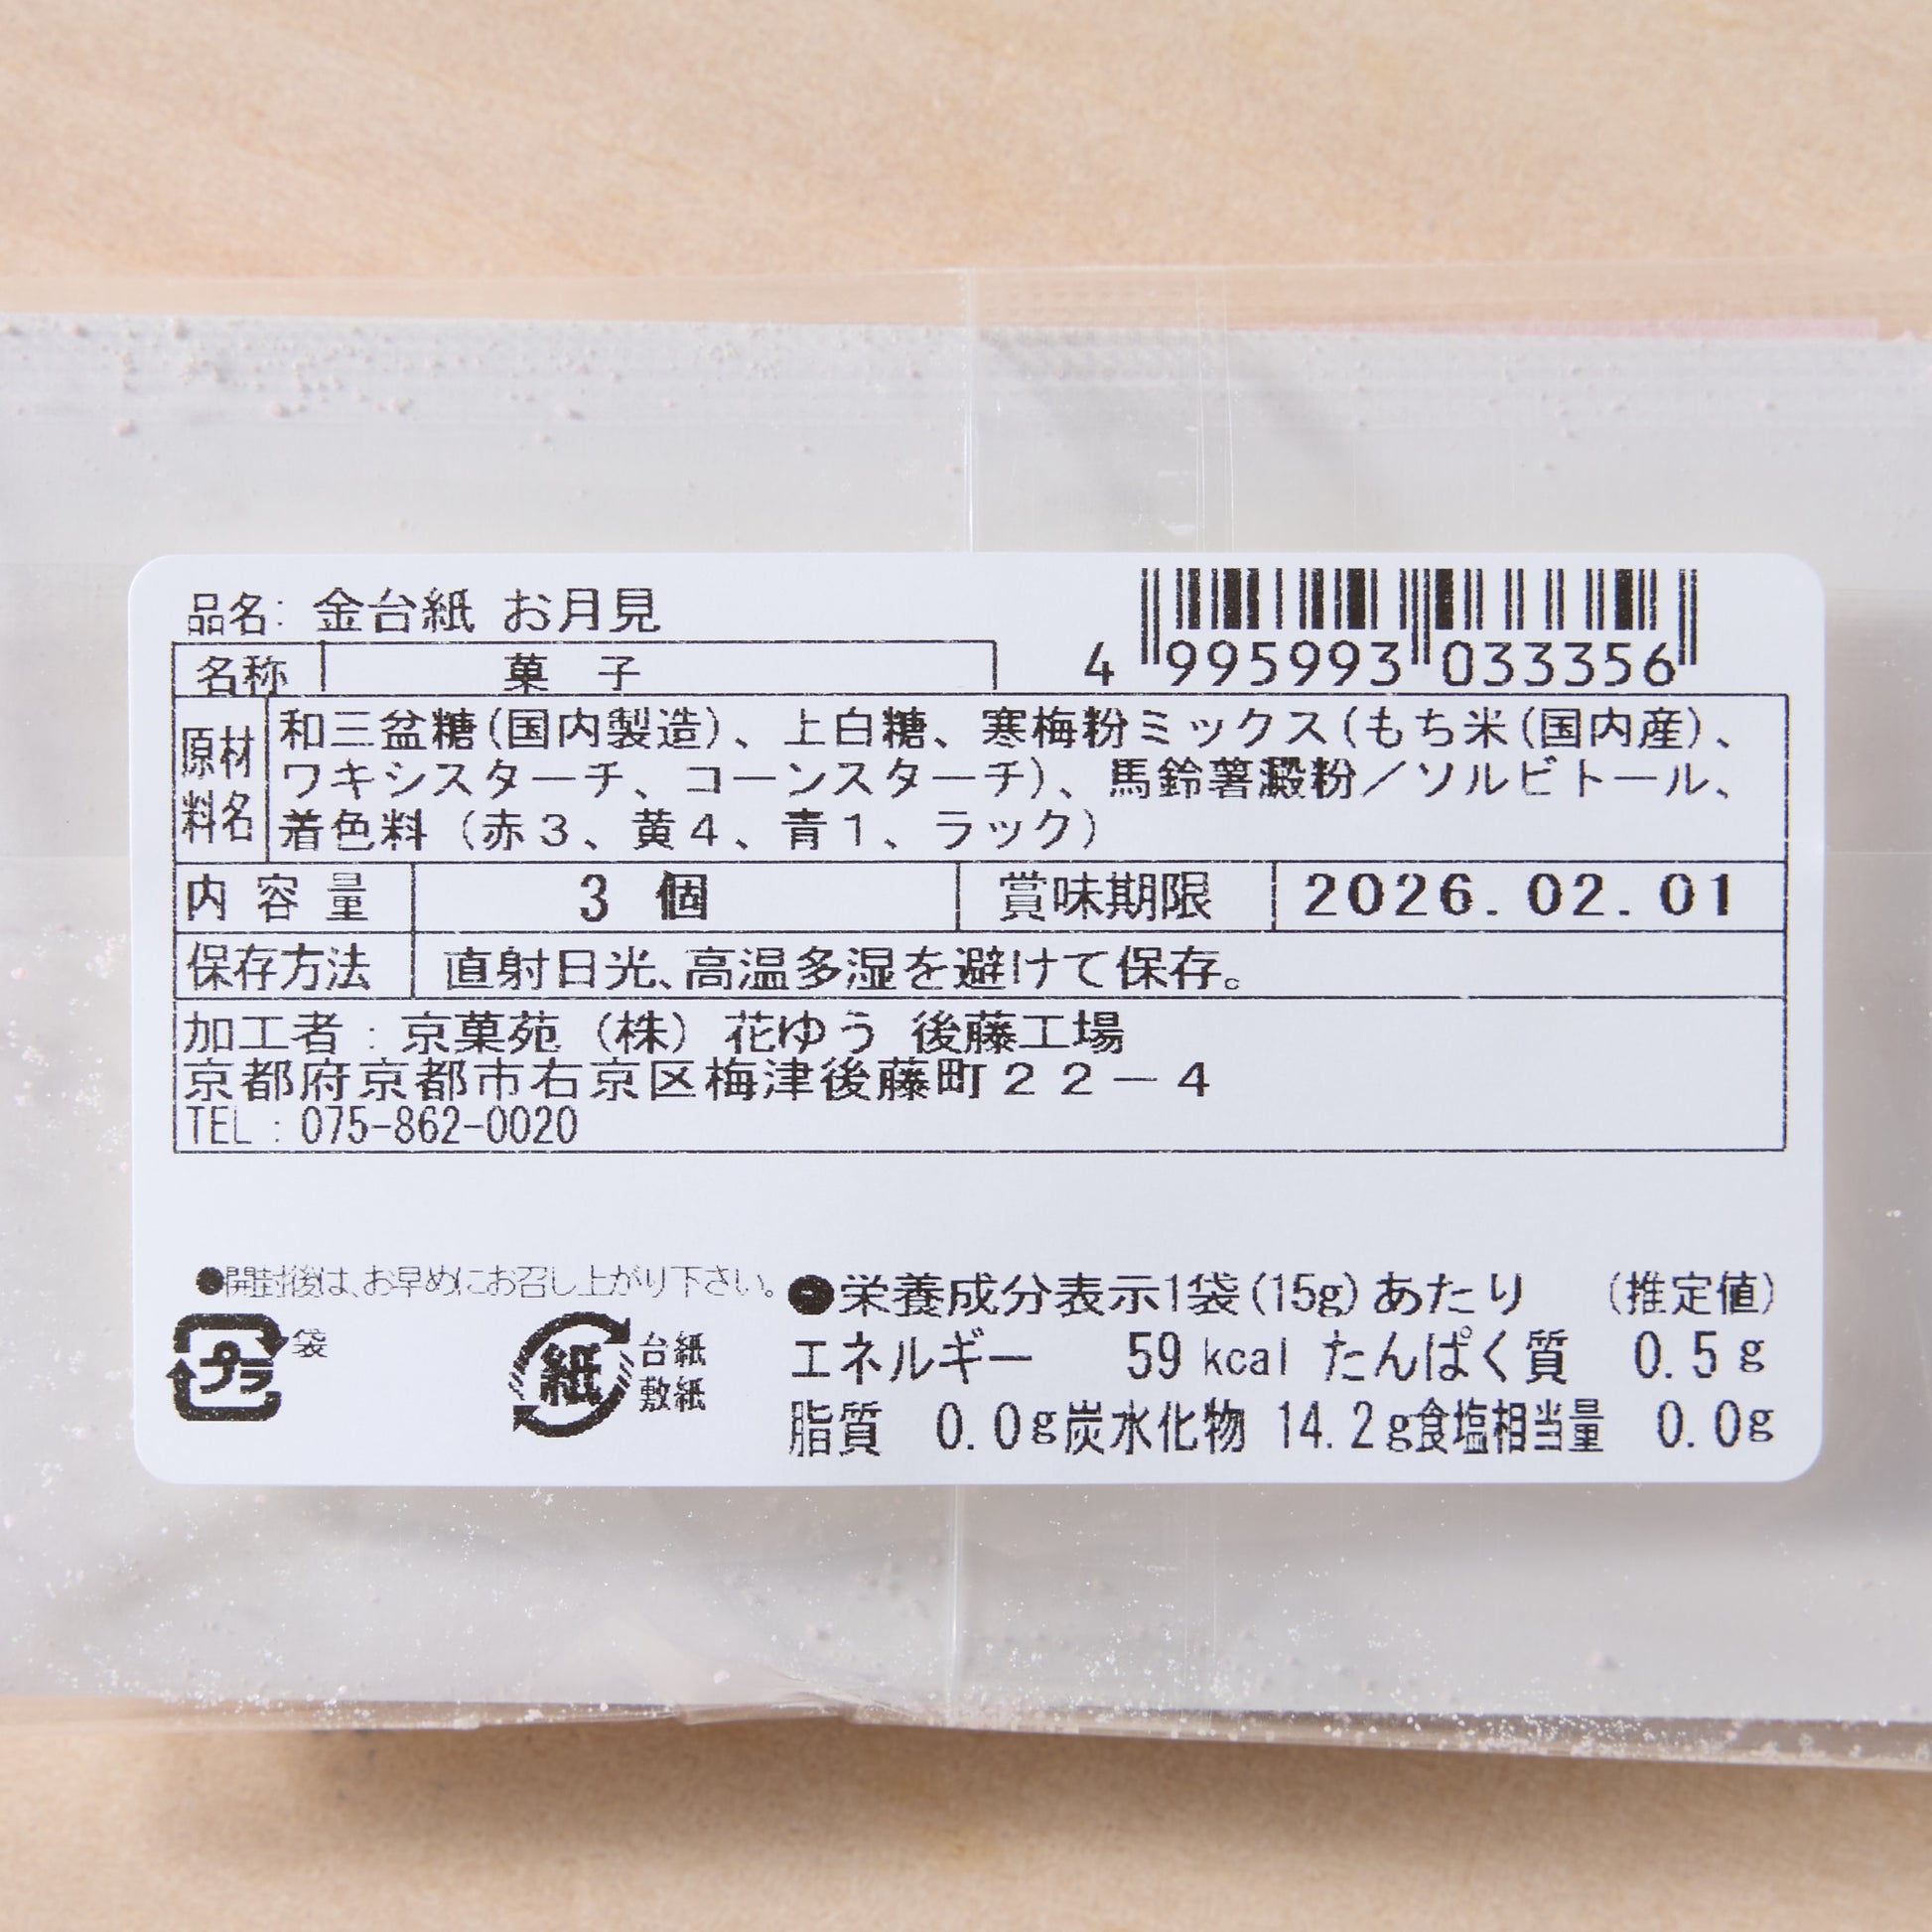 品名: 金台紙 お月見
4 995993 033356
名称 菓 子
原材料名 和三盆糖(国内製造)、上白糖、寒梅粉ミックス(もち米(国内産)、
ワキシスターチ、コーンスターチ)、馬鈴薯澱粉／ソルビトール、
着色料（赤３、黄４、青１、ラック）
内容量 3 個 賞味期限 2026.02.01
保存方法 直射日光、高温多湿を避けて保存。
加工者：京菓苑（株）花ゆう 後藤工場
京都府京都市右京区梅津後藤町２２－４
TEL：075-862-0020
●開封後は、お早めにお召し上がり下さい。
プラ 袋
紙 台紙
敷紙
●栄養成分表示1袋(15g)あたり （推定値）
エネルギー 59 kcal たんぱく質 0.5g
脂質 0.0g炭水化物 14.2g食塩相当量 0.0g